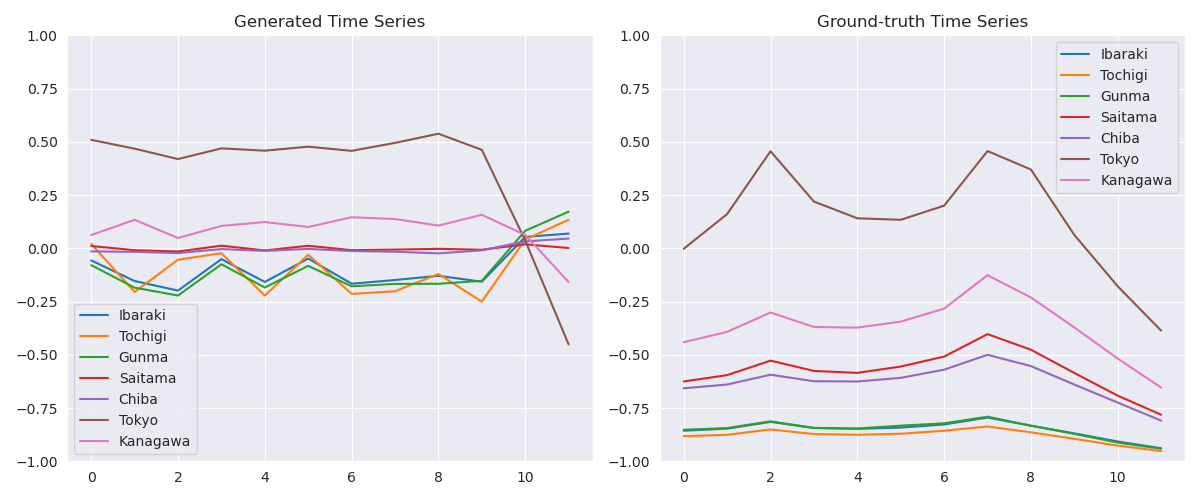 Generated Time Series
1.00
0.75
0.50
0.25
0.00
−0.25
−0.50
−0.75
−1.00
0 2 4 6 8 10
Ibaraki
Tochigi
Gunma
Saitama
Chiba
Tokyo
Kanagawa
Ground-truth Time Series
1.00
0.75
0.50
0.25
0.00
−0.25
−0.50
−0.75
−1.00
0 2 4 6 8 10
Ibaraki
Tochigi
Gunma
Saitama
Chiba
Tokyo
Kanagawa